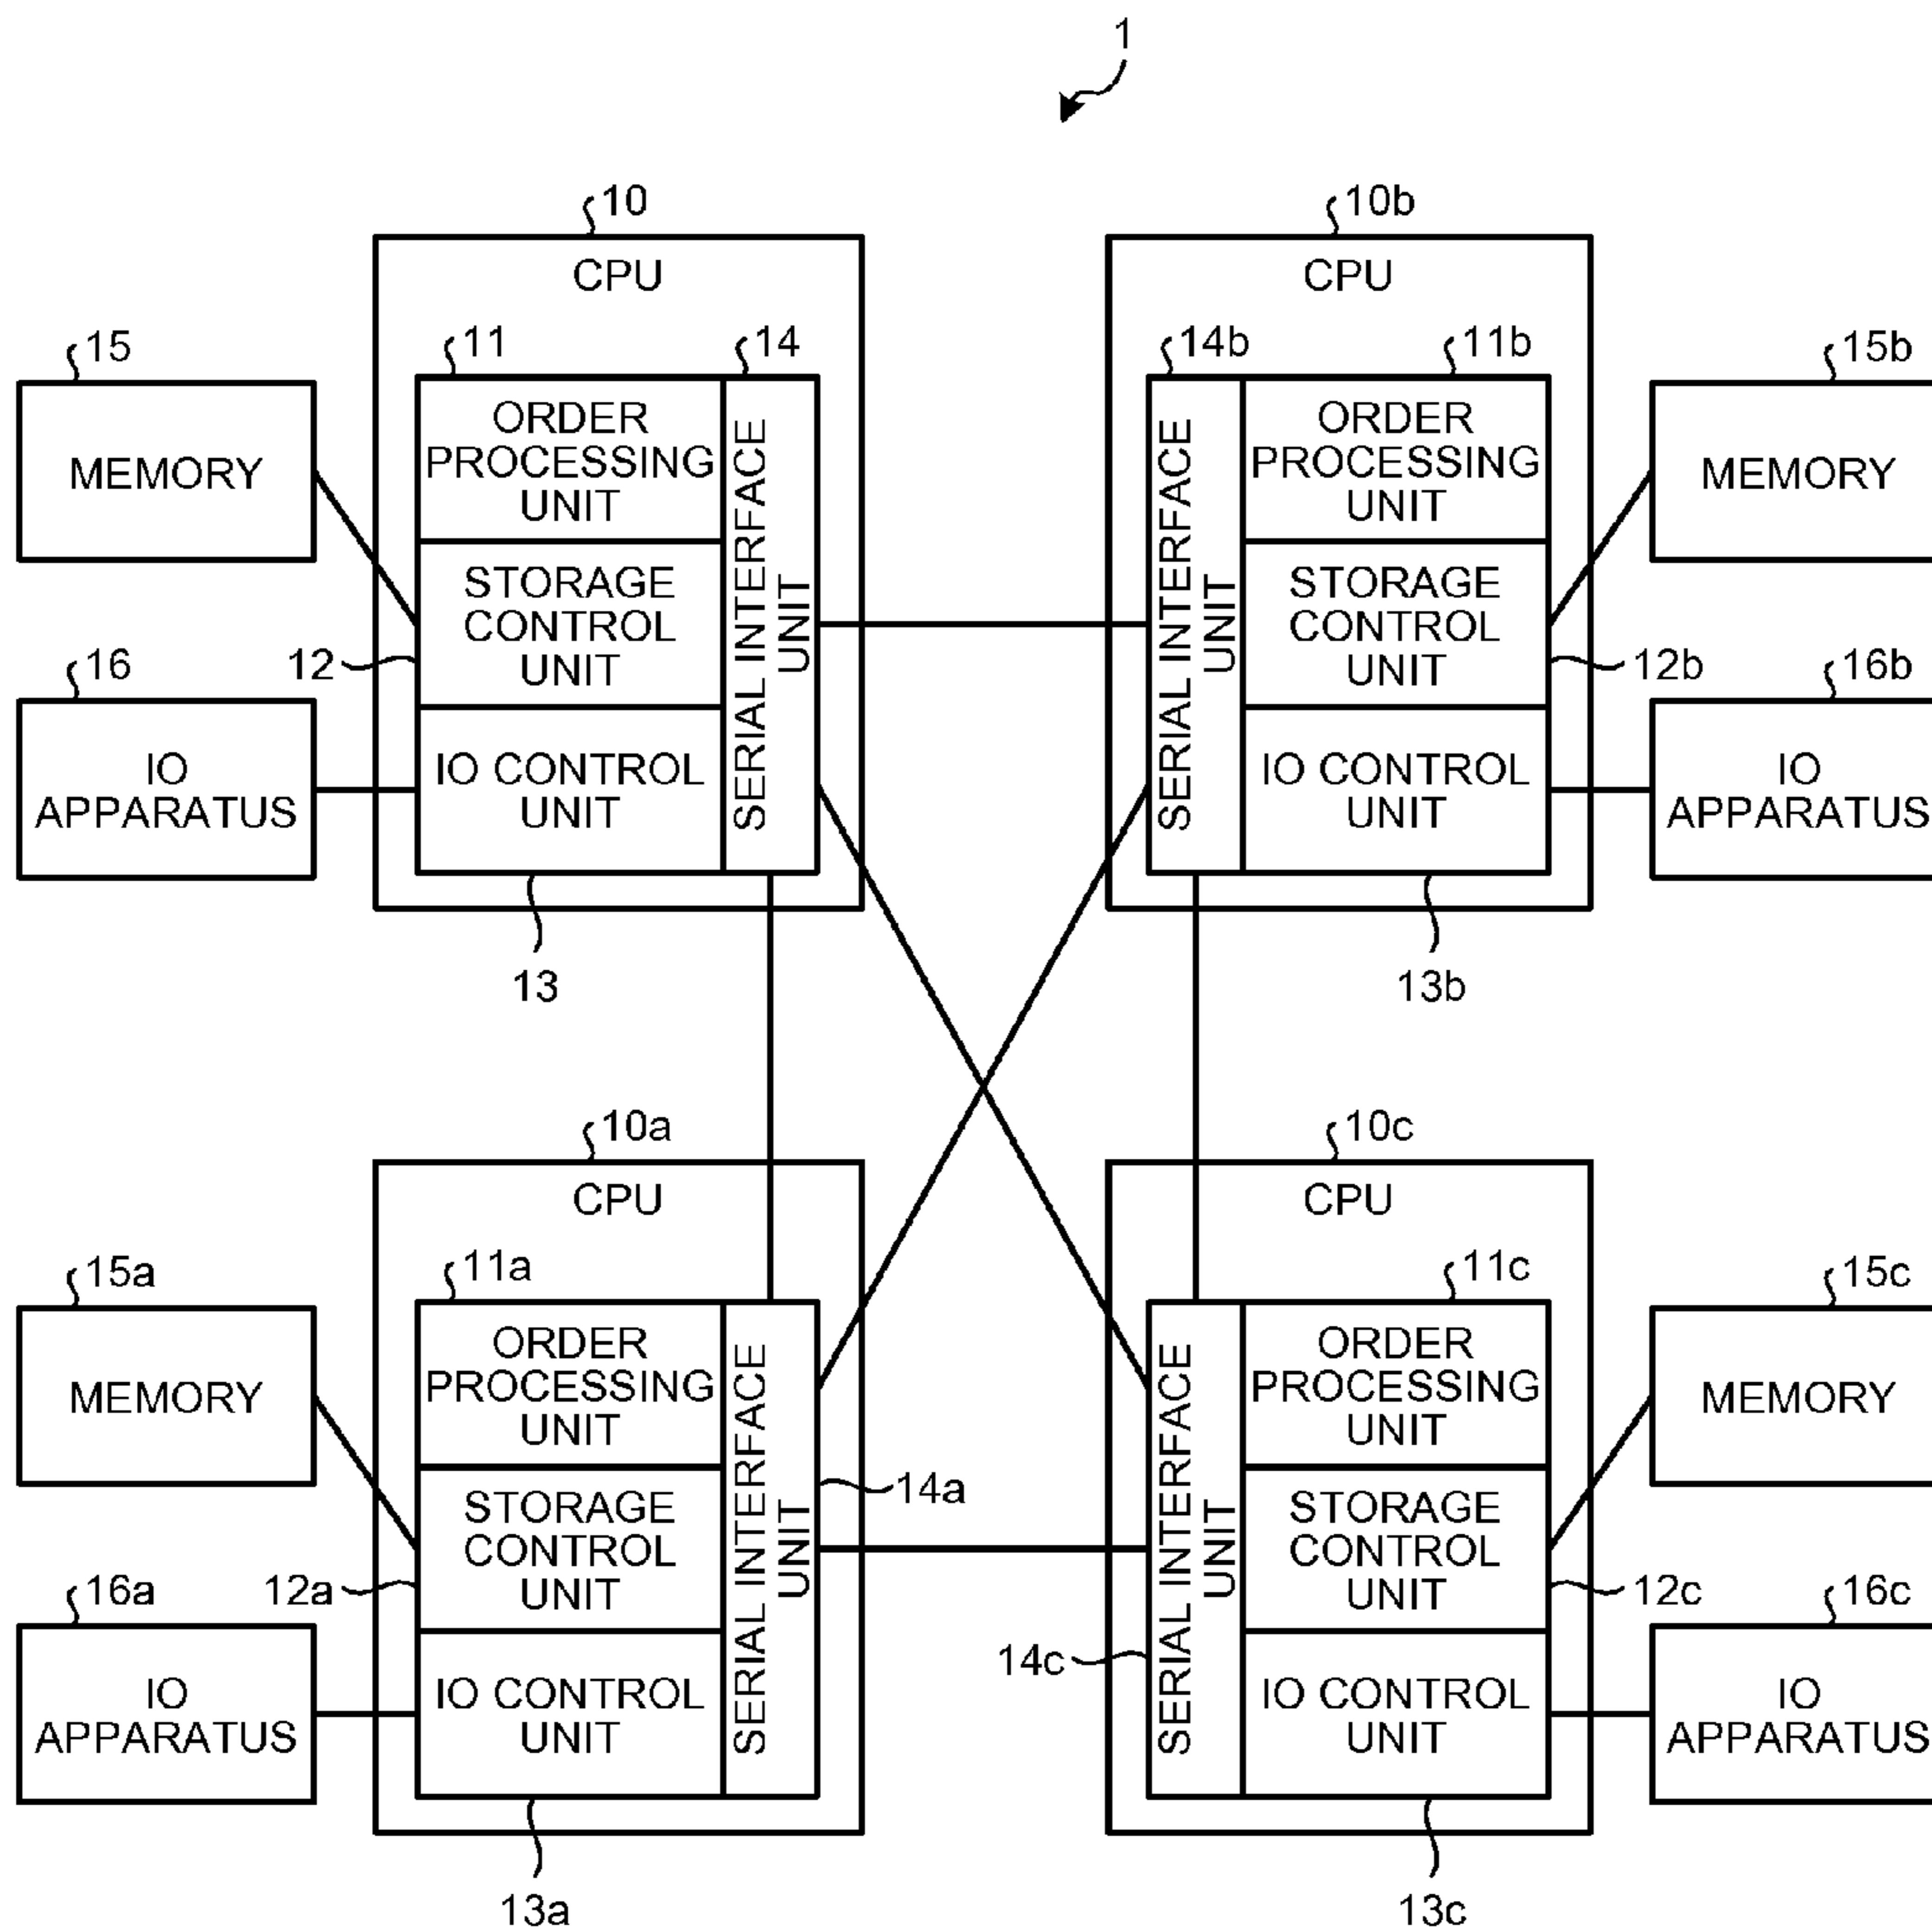 1
10
10b
CPU
CPU
15
11
14
14b
11b
15b
MEMORY
ORDER
PROCESSING
UNIT
SERIAL INTERFACE
UNIT
SERIAL INTERFACE
UNIT
ORDER
PROCESSING
UNIT
MEMORY
STORAGE
CONTROL
UNIT
STORAGE
CONTROL
UNIT
16
12
12b
16b
IO
APPARATUS
IO CONTROL
UNIT
IO CONTROL
UNIT
IO
APPARATUS
13
13b
10a
10c
CPU
CPU
15a
11a
11c
15c
MEMORY
ORDER
PROCESSING
UNIT
SERIAL INTERFACE
UNIT
SERIAL INTERFACE
UNIT
ORDER
PROCESSING
UNIT
MEMORY
14a
STORAGE
CONTROL
UNIT
STORAGE
CONTROL
UNIT
16a
12a
12c
16c
14c
IO
APPARATUS
IO CONTROL
UNIT
IO CONTROL
UNIT
IO
APPARATUS
13a
13c